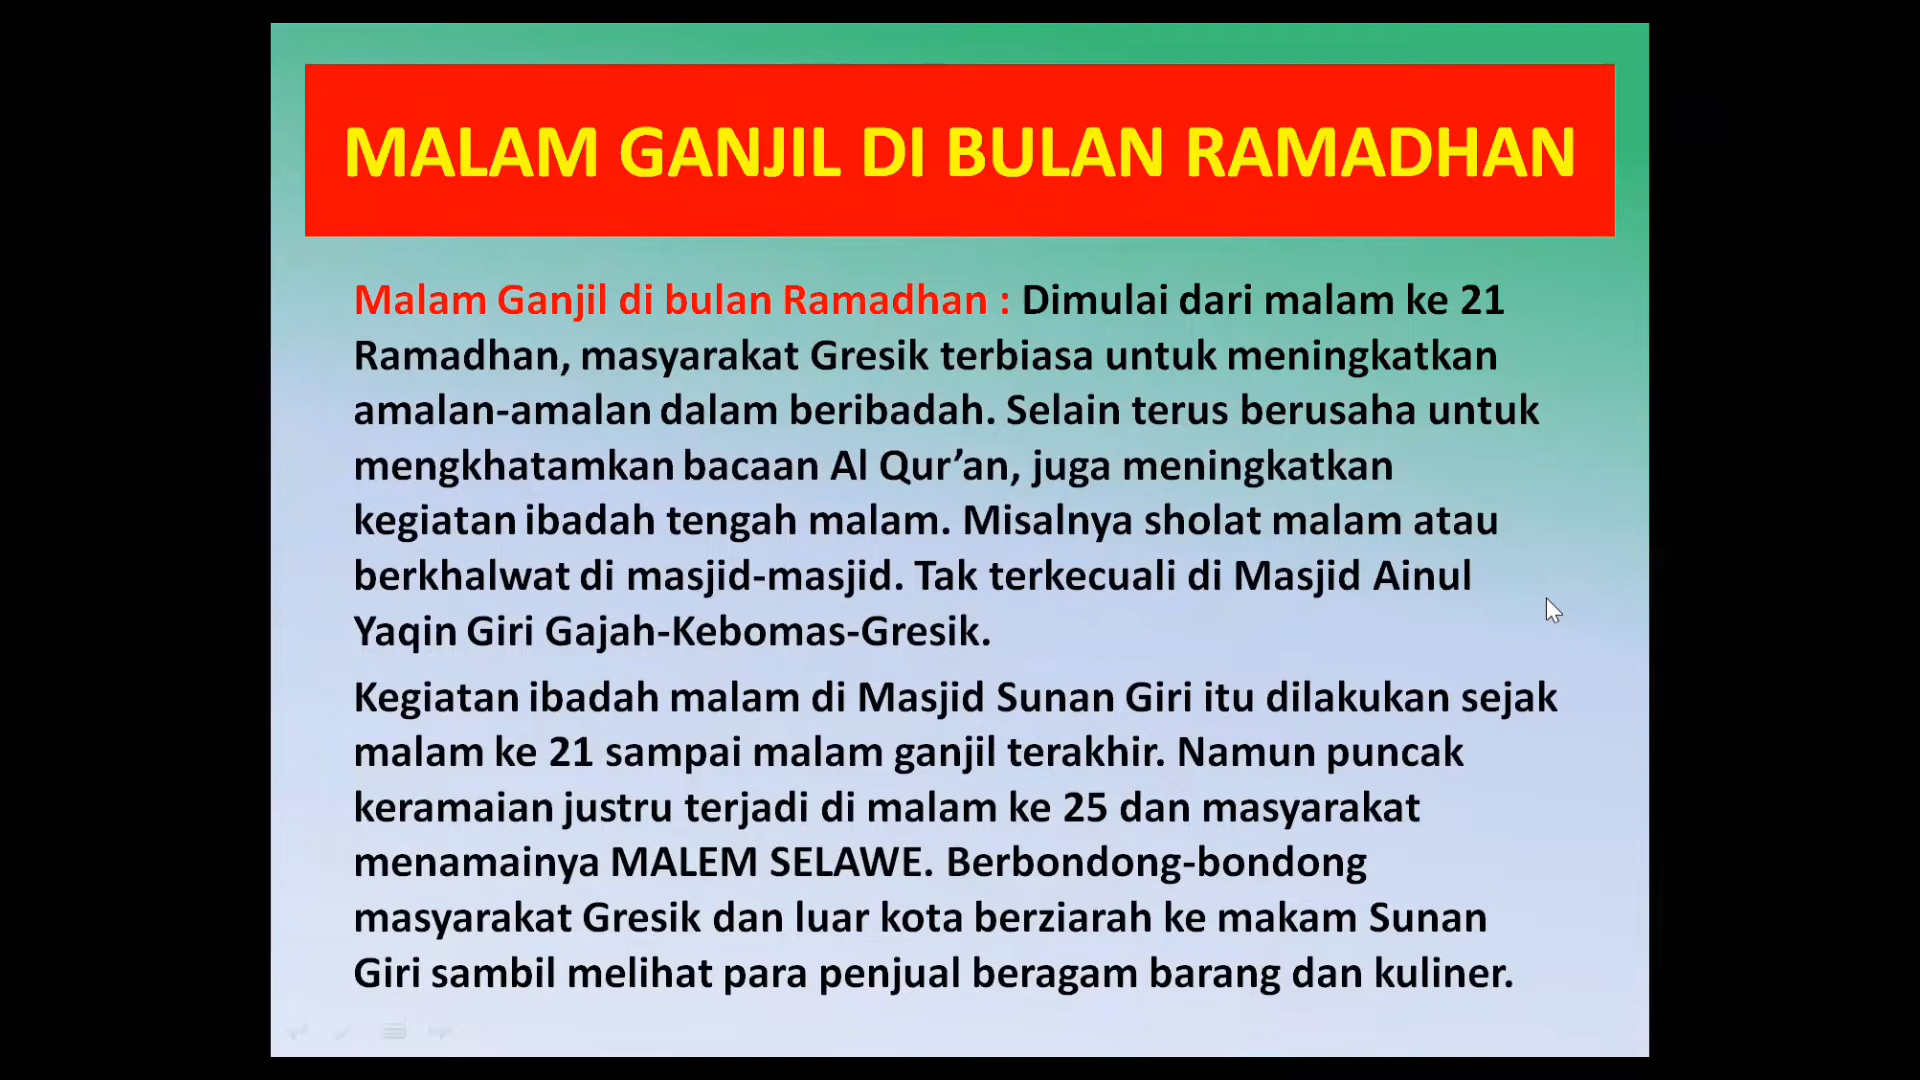 MALAM GANJIL DI BULAN RAMADHAN
Malam Ganjil di bulan Ramadhan : Dimulai dari malam ke 21
Ramadhan, masyarakat Gresik terbiasa untuk meningkatkan
amalan-amalan dalam beribadah. Selain terus berusaha untuk
mengkhatamkan bacaan Al Qur’an, juga meningkatkan
kegiatan ibadah tengah malam. Misalnya sholat malam atau
berkhalwat di masjid-masjid. Tak terkecuali di Masjid Ainul
Yaqin Giri Gajah-Kebomas-Gresik.
Kegiatan ibadah malam di Masjid Sunan Giri itu dilakukan sejak
malam ke 21 sampai malam ganjil terakhir. Namun puncak
keramaian justru terjadi di malam ke 25 dan masyarakat
menamainya MALEM SELAWE. Berbondong-bondong
masyarakat Gresik dan luar kota berziarah ke makam Sunan
Giri sambil melihat para penjual beragam barang dan kuliner.